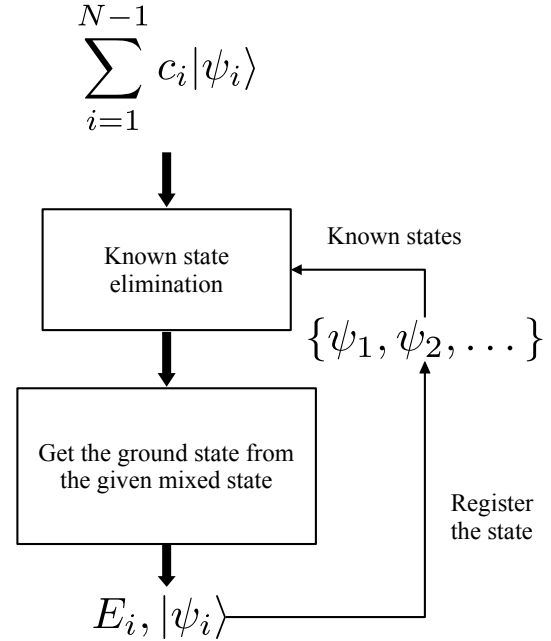 N−1
∑ c_i|ψ_i⟩
i=1
Known state
elimination
Known states
{ψ_1, ψ_2, . . . }
Get the ground state from
the given mixed state
Register
the state
E_i, |ψ_i⟩